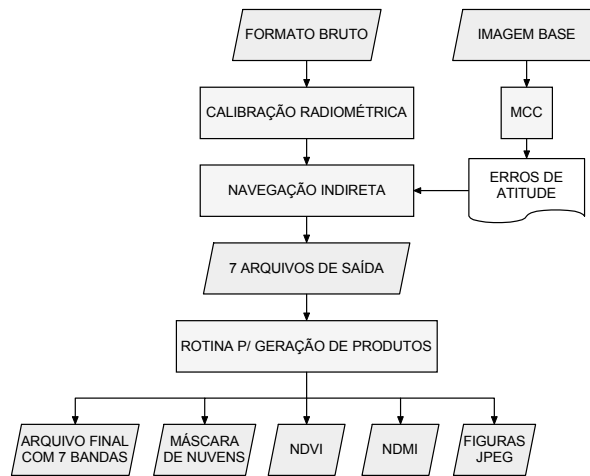 FORMATO BRUTO
IMAGEM BASE
CALIBRAÇÃO RADIOMÉTRICA
MCC
NAVEGAÇÃO INDIRETA
ERROS DE
ATITUDE
7 ARQUIVOS DE SAÍDA
ROTINA P/ GERAÇÃO DE PRODUTOS
ARQUIVO FINAL
COM 7 BANDAS
MÁSCARA
DE NUVENS
NDVI
NDMI
FIGURAS
JPEG